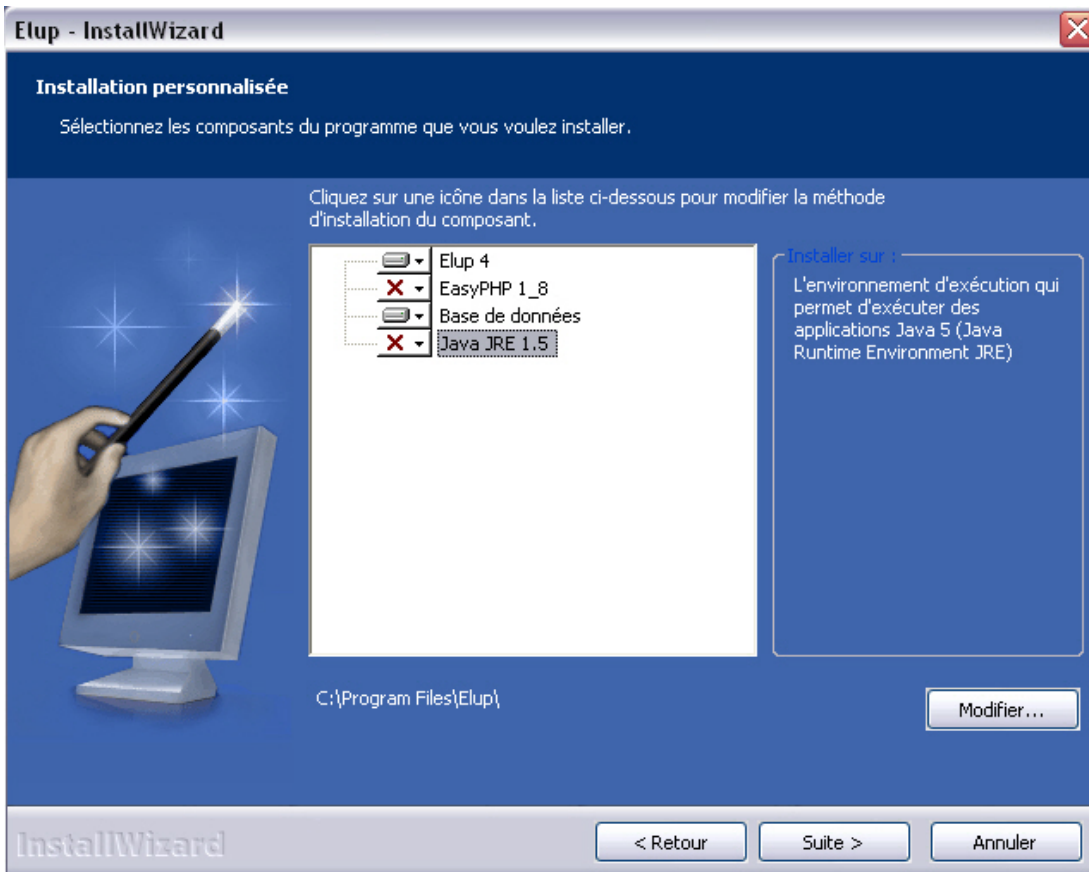 Elup - InstallWizard
Installation personnalisée
Sélectionnez les composants du programme que vous voulez installer.
Cliquez sur une icône dans la liste ci-dessous pour modifier la méthode
d'installation du composant.
Elup 4
EasyPHP 1_8
Base de données
Java JRE 1.5
Installer sur :
L'environnement d'exécution qui
permet d'exécuter des
applications Java 5 (Java
Runtime Environment JRE)
C:\Program Files\Elup\
Modifier...
InstallWizard
< Retour
Suite >
Annuler